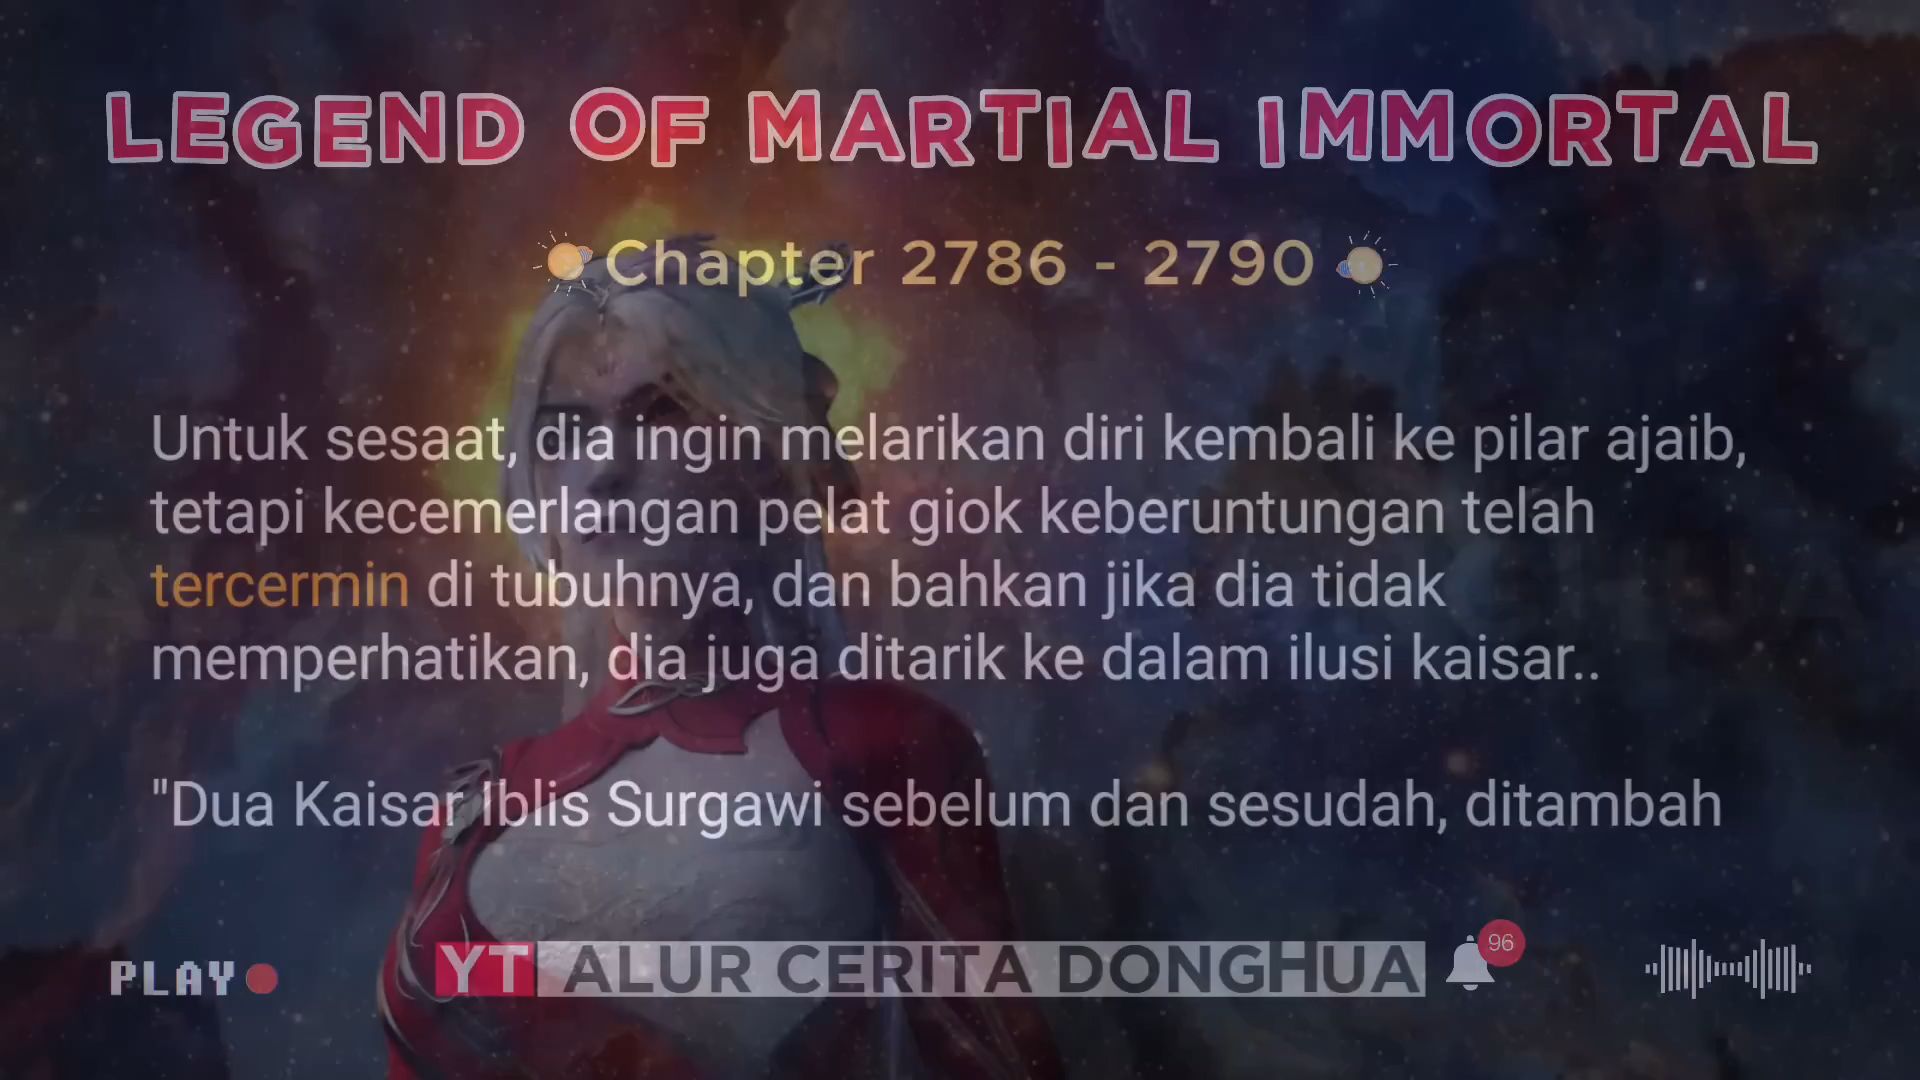 LEGEND OF MARTIAL IMMORTAL
Chapter 2786 - 2790
Untuk sesaat, dia ingin melarikan diri kembali ke pilar ajaib,
tetapi kecemerlangan pelat giok keberuntungan telah
tercermin di tubuhnya, dan bahkan jika dia tidak
memperhatikan, dia juga ditarik ke dalam ilusi kaisar..
"Dua Kaisar Iblis Surgawi sebelum dan sesudah, ditambah
PLAY
YT ALUR CERITA DONGHUA
96